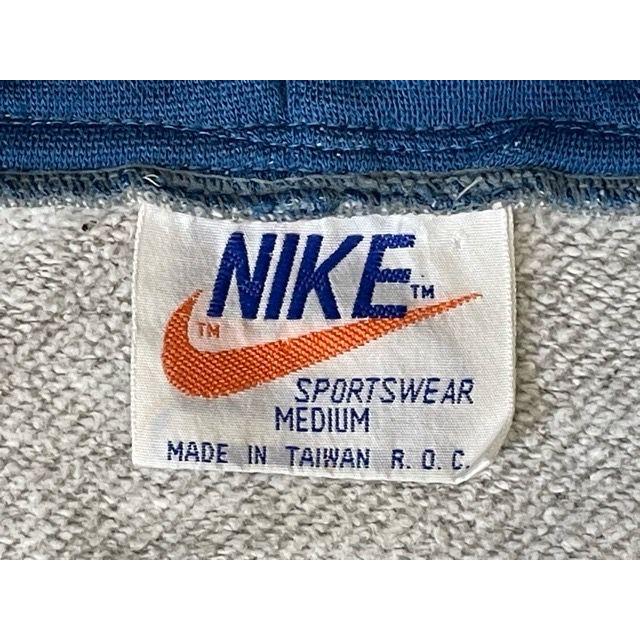 NIKE™
™
SPORTSWEAR
MEDIUM
MADE IN TAIWAN R.O.C.